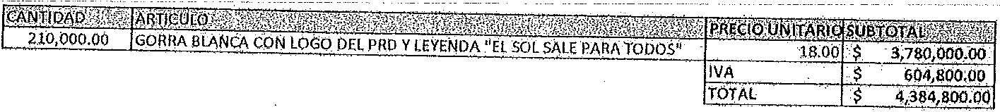 CANTIDAD ARTICULO PRECIO UNITARIO SUBTOTAL
210,000.00 GORRA BLANCA CON LOGO DEL PRD Y LEYENDA "EL SOL SALE PARA TODOS" 18.00 $ 3,780,000.00
IVA $ 604,800.00
TOTAL $ 4,384,800.00